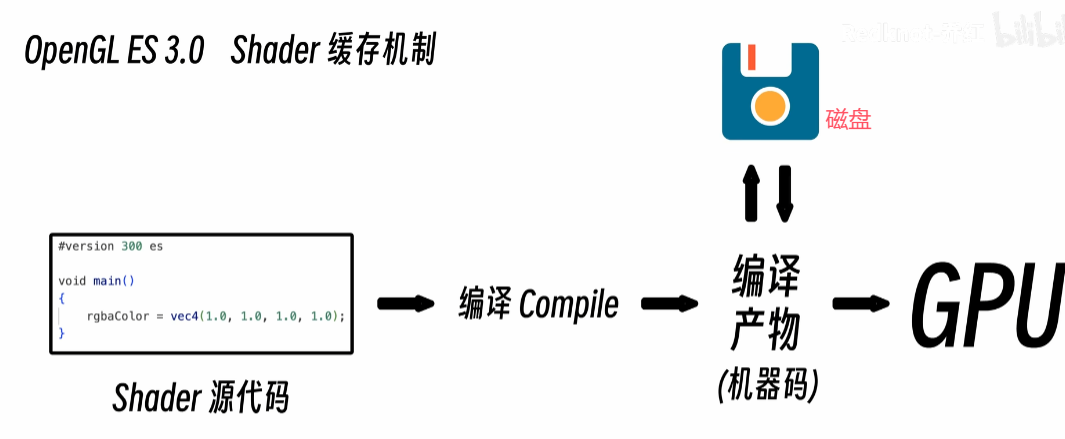 OpenGL ES 3.0 Shader 缓存机制
磁盘
#version 300 es
void main()
{
rgbaColor = vec4(1.0, 1.0, 1.0, 1.0);
}
Shader 源代码
编译 Compile
编译
产物
(机器码)
GPU